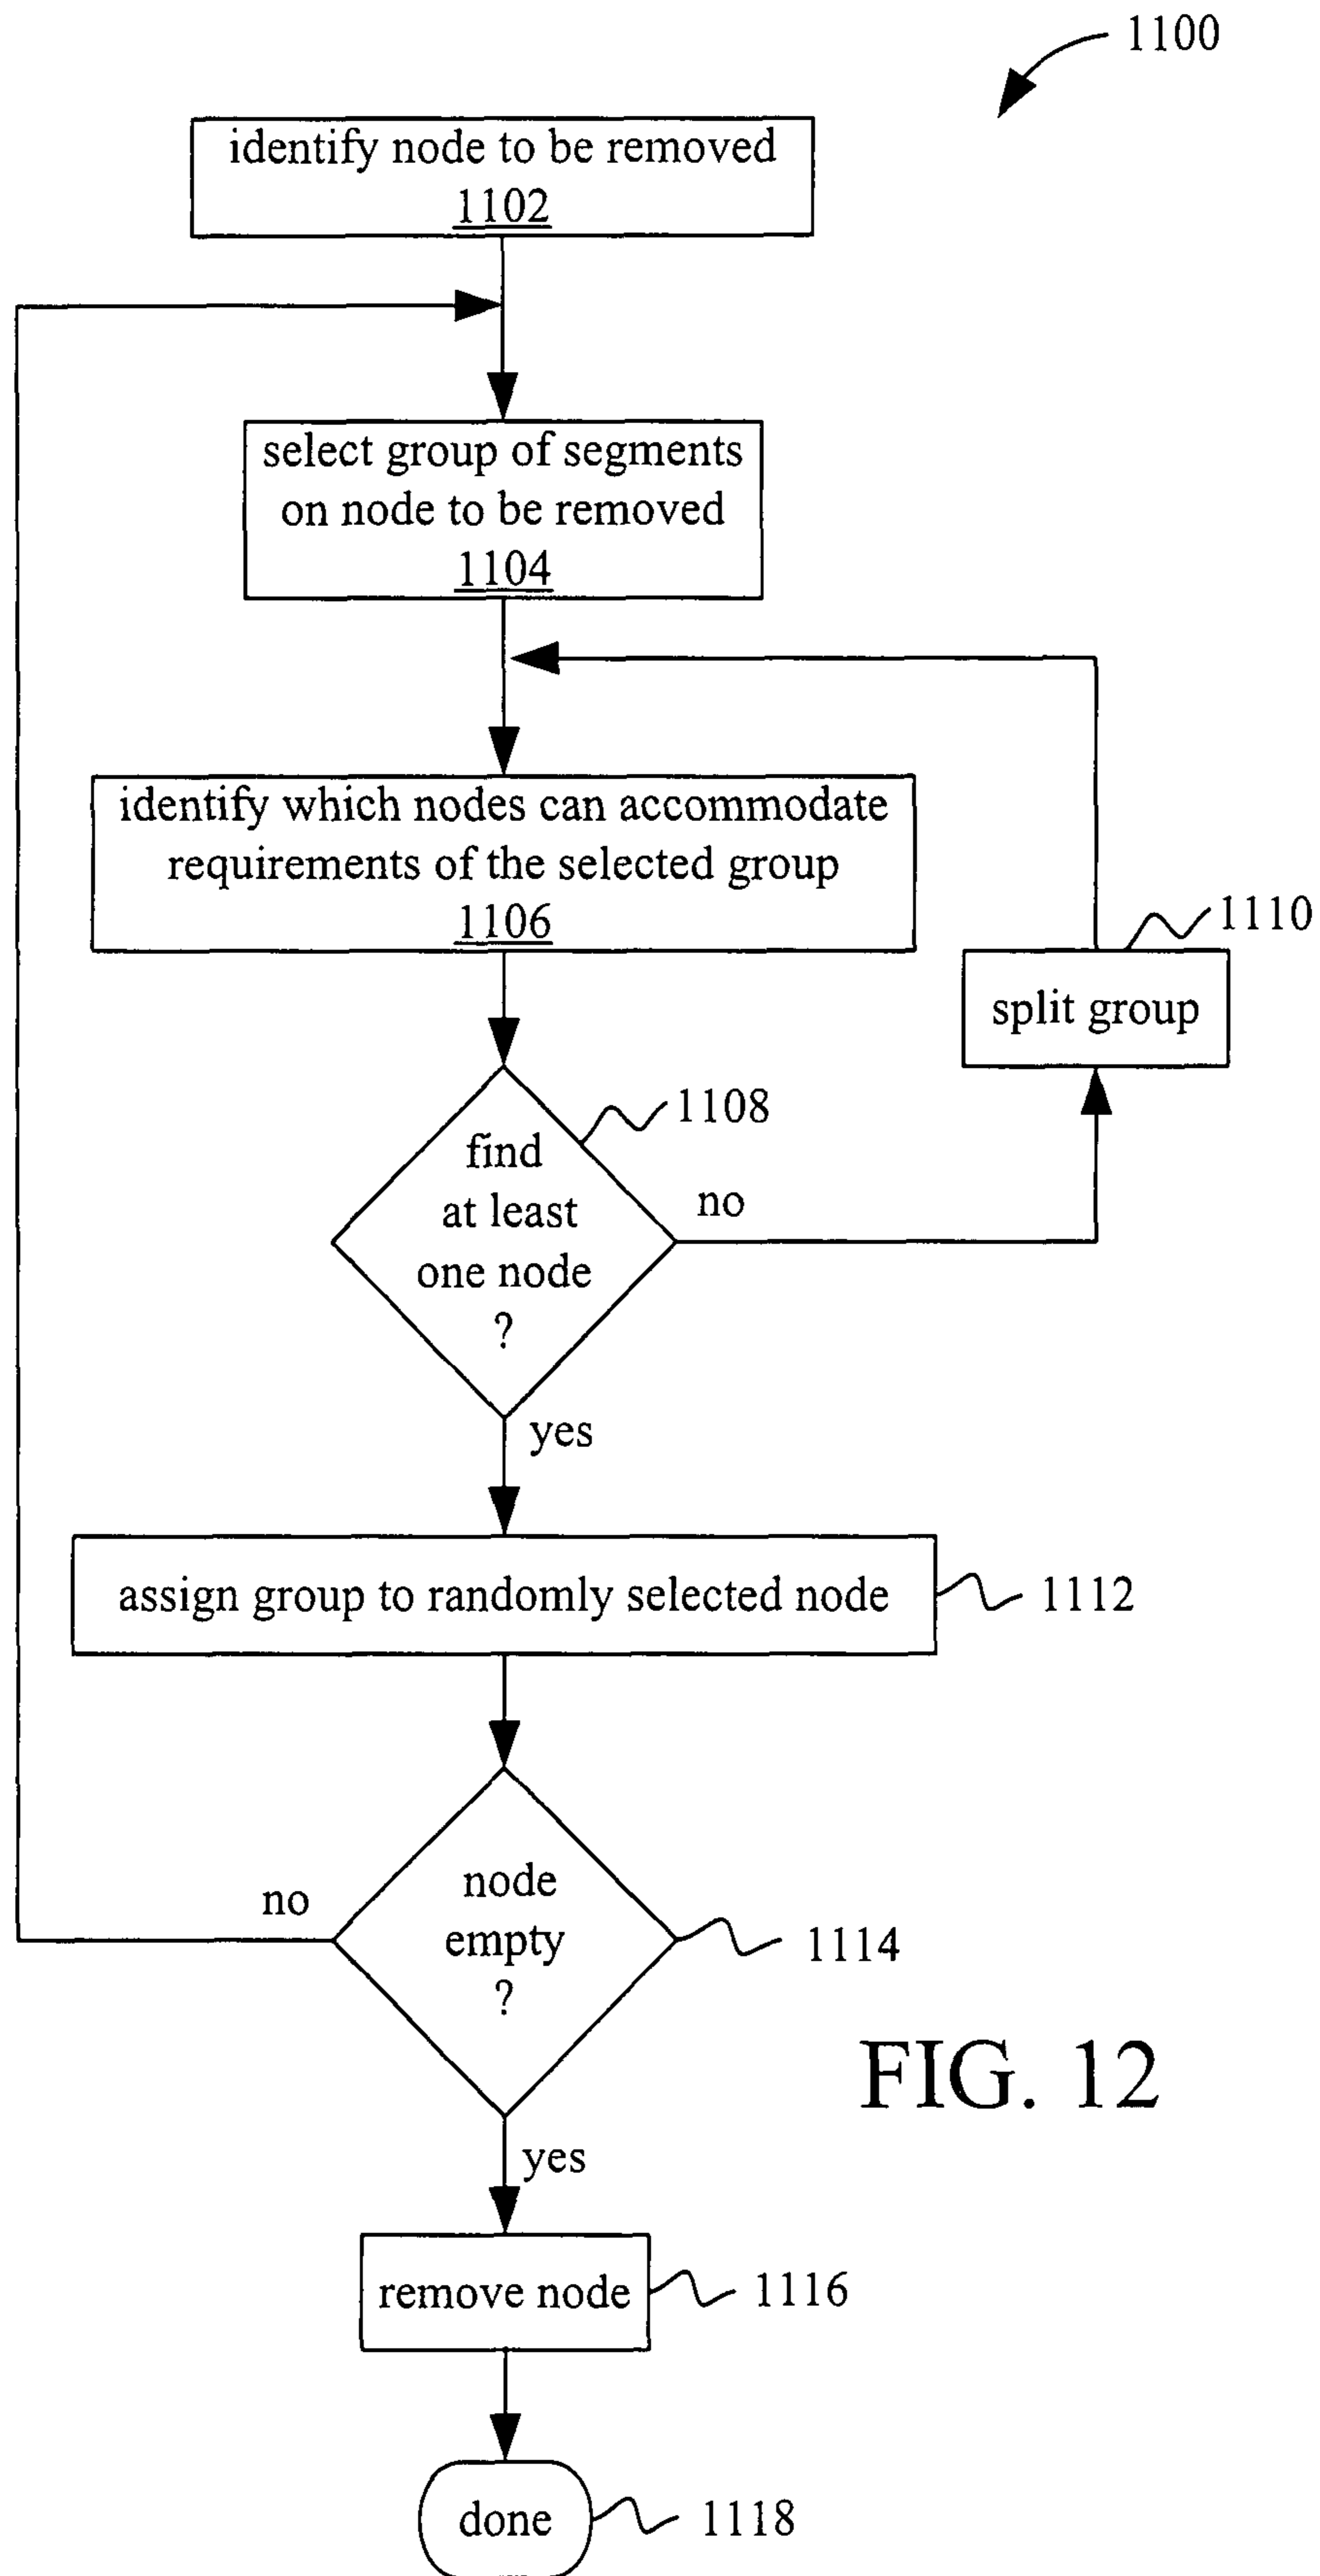 1100
identify node to be removed
1102
select group of segments
on node to be removed
1104
identify which nodes can accommodate
requirements of the selected group
1106
1110
split group
1108
find
at least
one node
?
no
yes
assign group to randomly selected node
1112
node
empty
?
no
1114
FIG. 12
yes
remove node
1116
done
1118